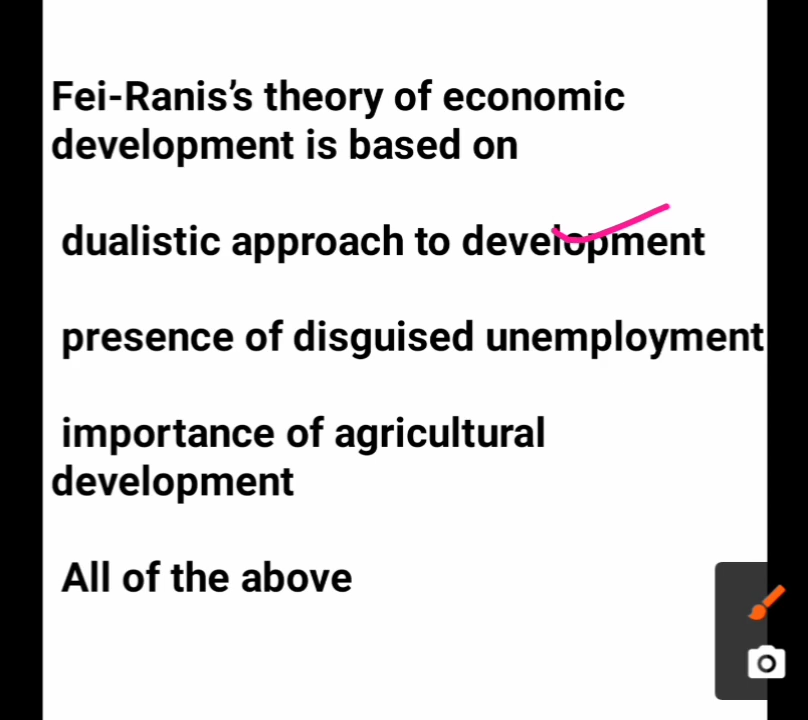 Fei-Ranis’s theory of economic
development is based on
dualistic approach to development
presence of disguised unemployment
importance of agricultural
development
All of the above